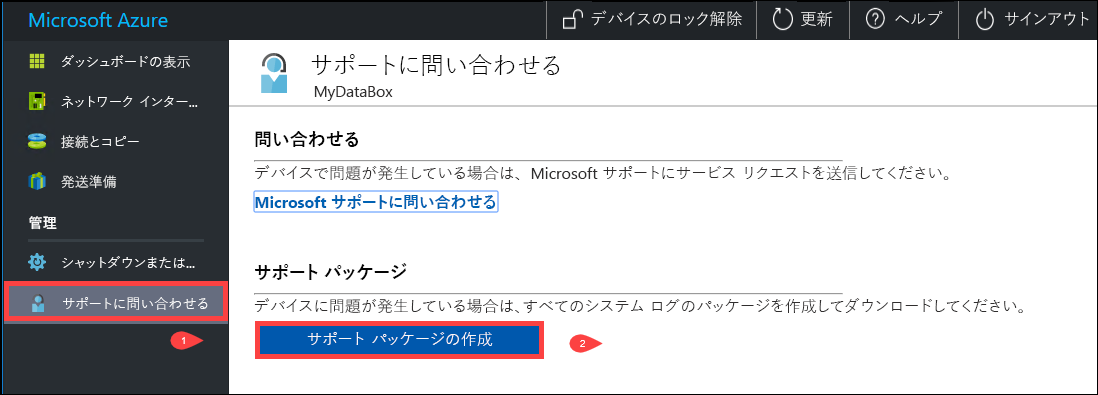 Microsoft Azure
デバイスのロック解除
更新
ヘルプ
サインアウト
ダッシュボードの表示
ネットワーク インター...
接続とコピー
発送準備
管理
シャットダウンまたは...
サポートに問い合わせる
1
サポートに問い合わせる
MyDataBox
問い合わせる
デバイスで問題が発生している場合は、Microsoft サポートにサービス リクエストを送信してください。
Microsoft サポートに問い合わせる
サポート パッケージ
デバイスに問題が発生している場合は、すべてのシステム ログのパッケージを作成してダウンロードしてください。
サポート パッケージの作成
2